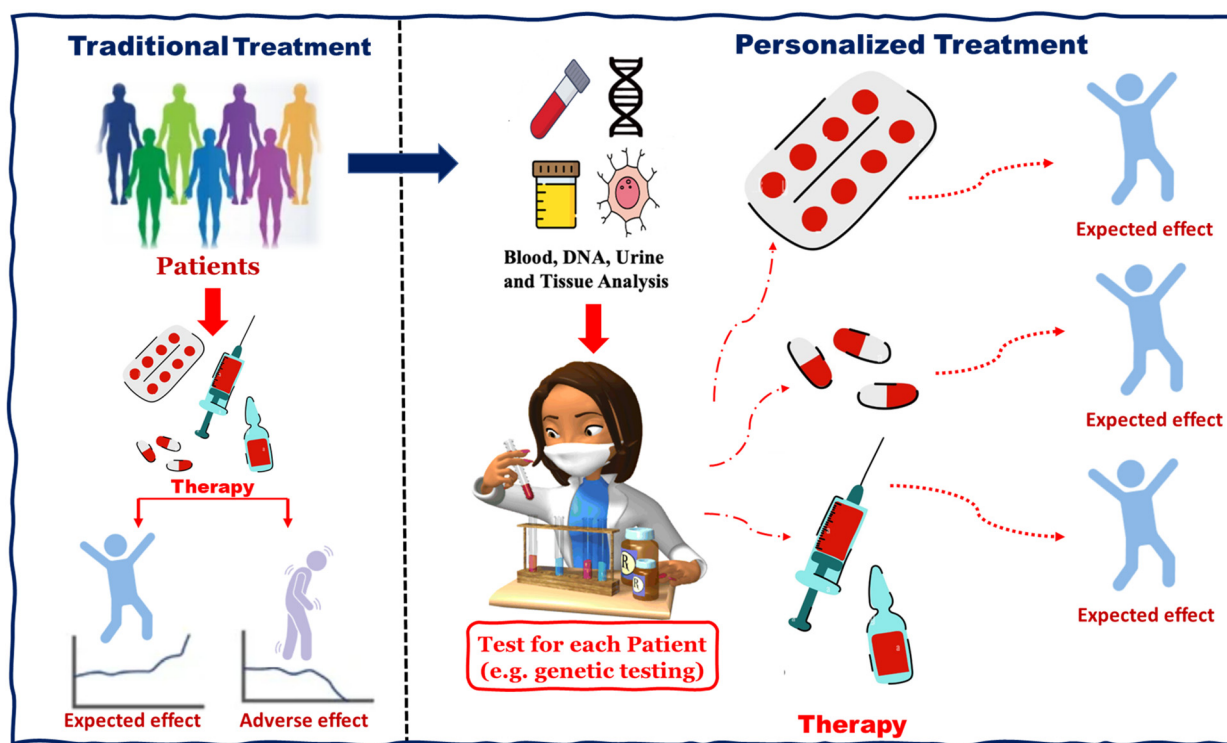 Traditional Treatment
Patients
Therapy
Expected effect
Adverse effect
Personalized Treatment
Blood, DNA, Urine
and Tissue Analysis
Test for each Patient
(e.g. genetic testing)
R
R
Expected effect
Expected effect
Expected effect
Therapy